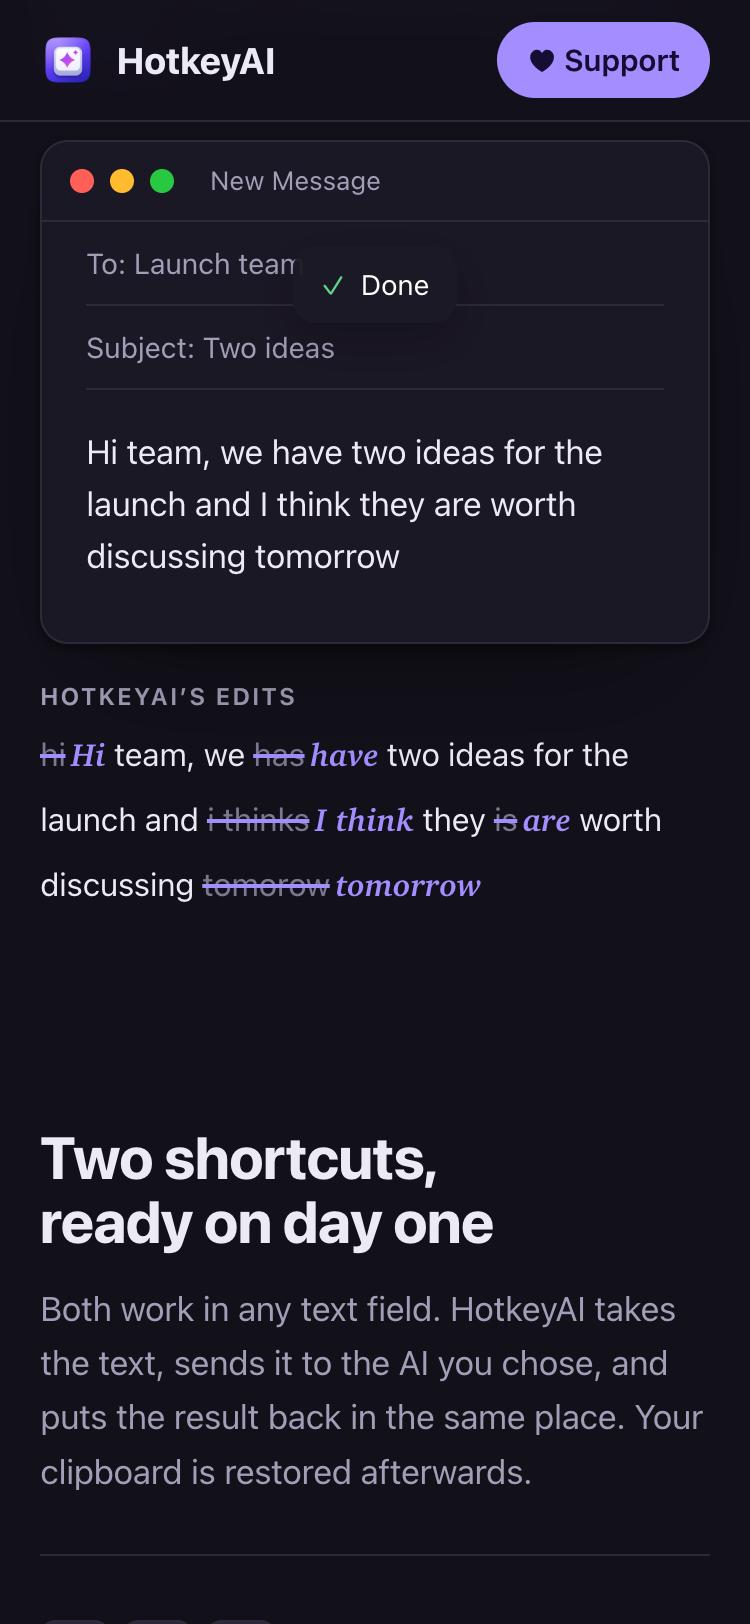 HotkeyAI
Support
New Message
To: Launch team
Done
Subject: Two ideas
Hi team, we have two ideas for the
launch and I think they are worth
discussing tomorrow
HOTKEYAI’S EDITS
hi Hi team, we has have two ideas for the
launch and i thinks I think they is are worth
discussing tomorow tomorrow
Two shortcuts,
ready on day one
Both work in any text field. HotkeyAI takes
the text, sends it to the AI you chose, and
puts the result back in the same place. Your
clipboard is restored afterwards.